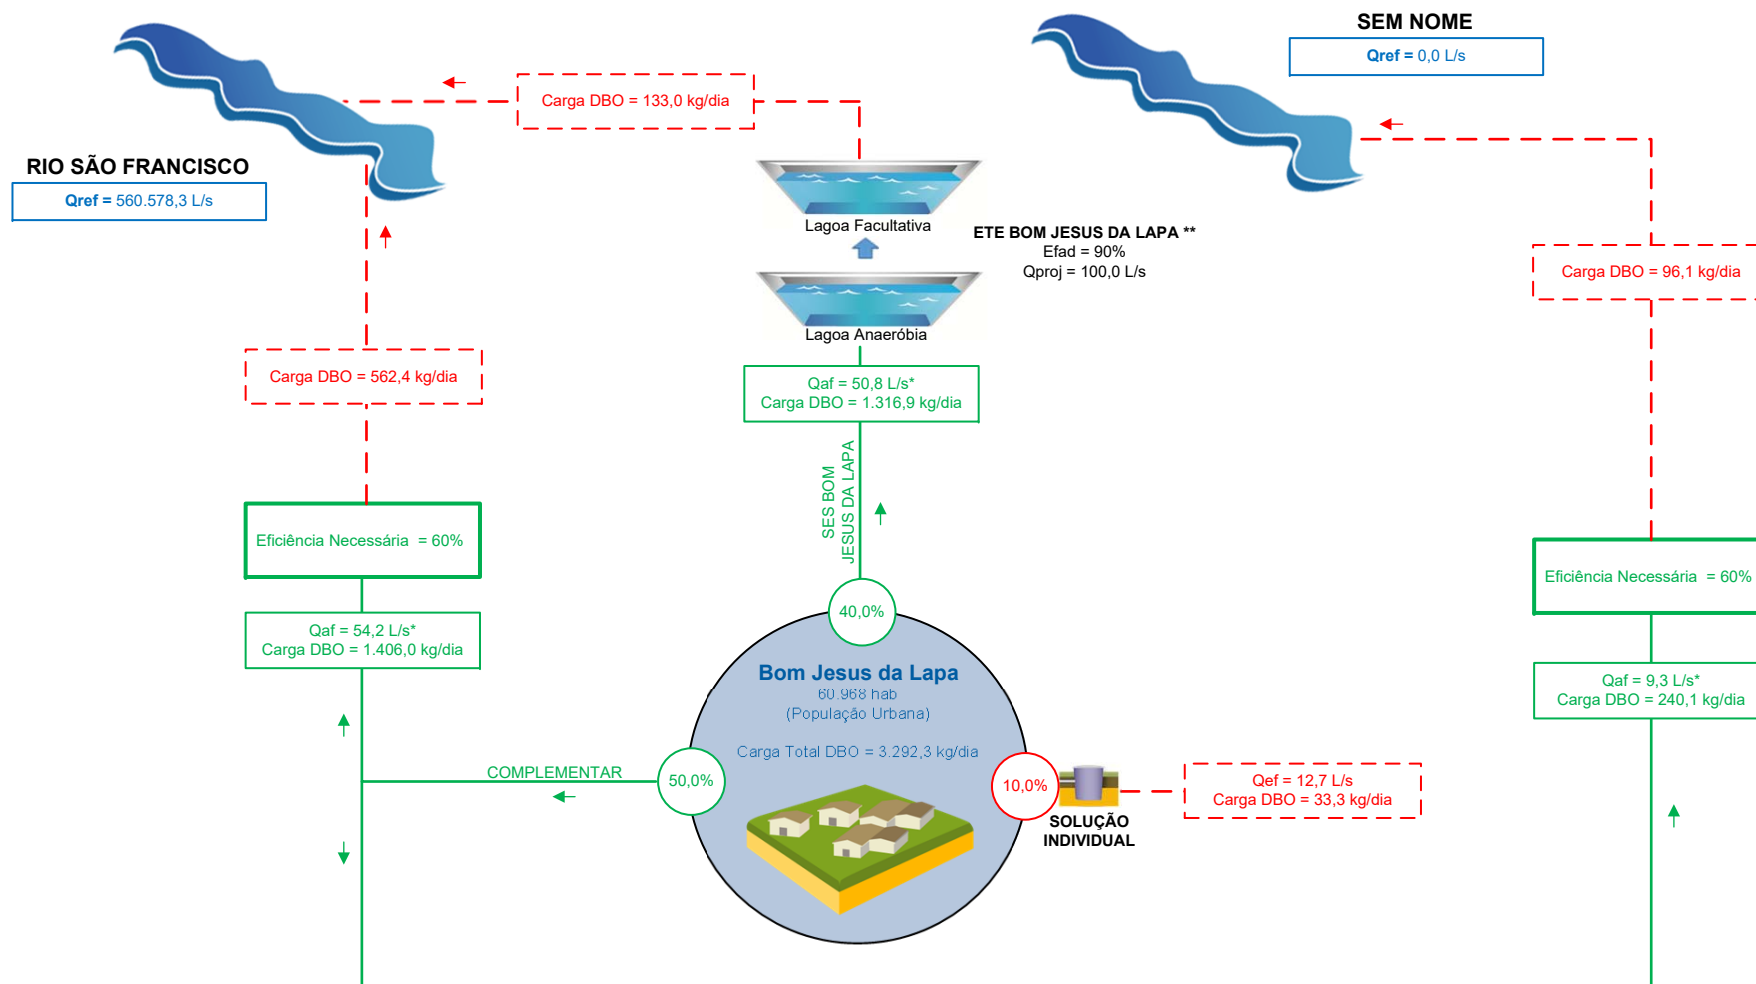 SEM NOME
Qref = 0,0 L/s
Carga DBO = 133,0 kg/dia
RIO SÃO FRANCISCO
Qref = 560.578,3 L/s
Lagoa Facultativa
ETE BOM JESUS DA LAPA **
Efad = 90%
Qproj = 100,0 L/s
Lagoa Anaeróbia
Carga DBO = 96,1 kg/dia
Carga DBO = 562,4 kg/dia
Qaf = 50,8 L/s*
Carga DBO = 1.316,9 kg/dia
SES BOM
JESUS DA LAPA
Eficiência Necessária = 60%
Eficiência Necessária = 60%
40,0%
Qaf = 54,2 L/s*
Carga DBO = 1.406,0 kg/dia
Bom Jesus da Lapa
60.968 hab
(População Urbana)
Carga Total DBO = 3.292,3 kg/dia
Qaf = 9,3 L/s*
Carga DBO = 240,1 kg/dia
COMPLEMENTAR
50,0%
10,0%
Qef = 12,7 L/s
Carga DBO = 33,3 kg/dia
SOLUÇÃO
INDIVIDUAL